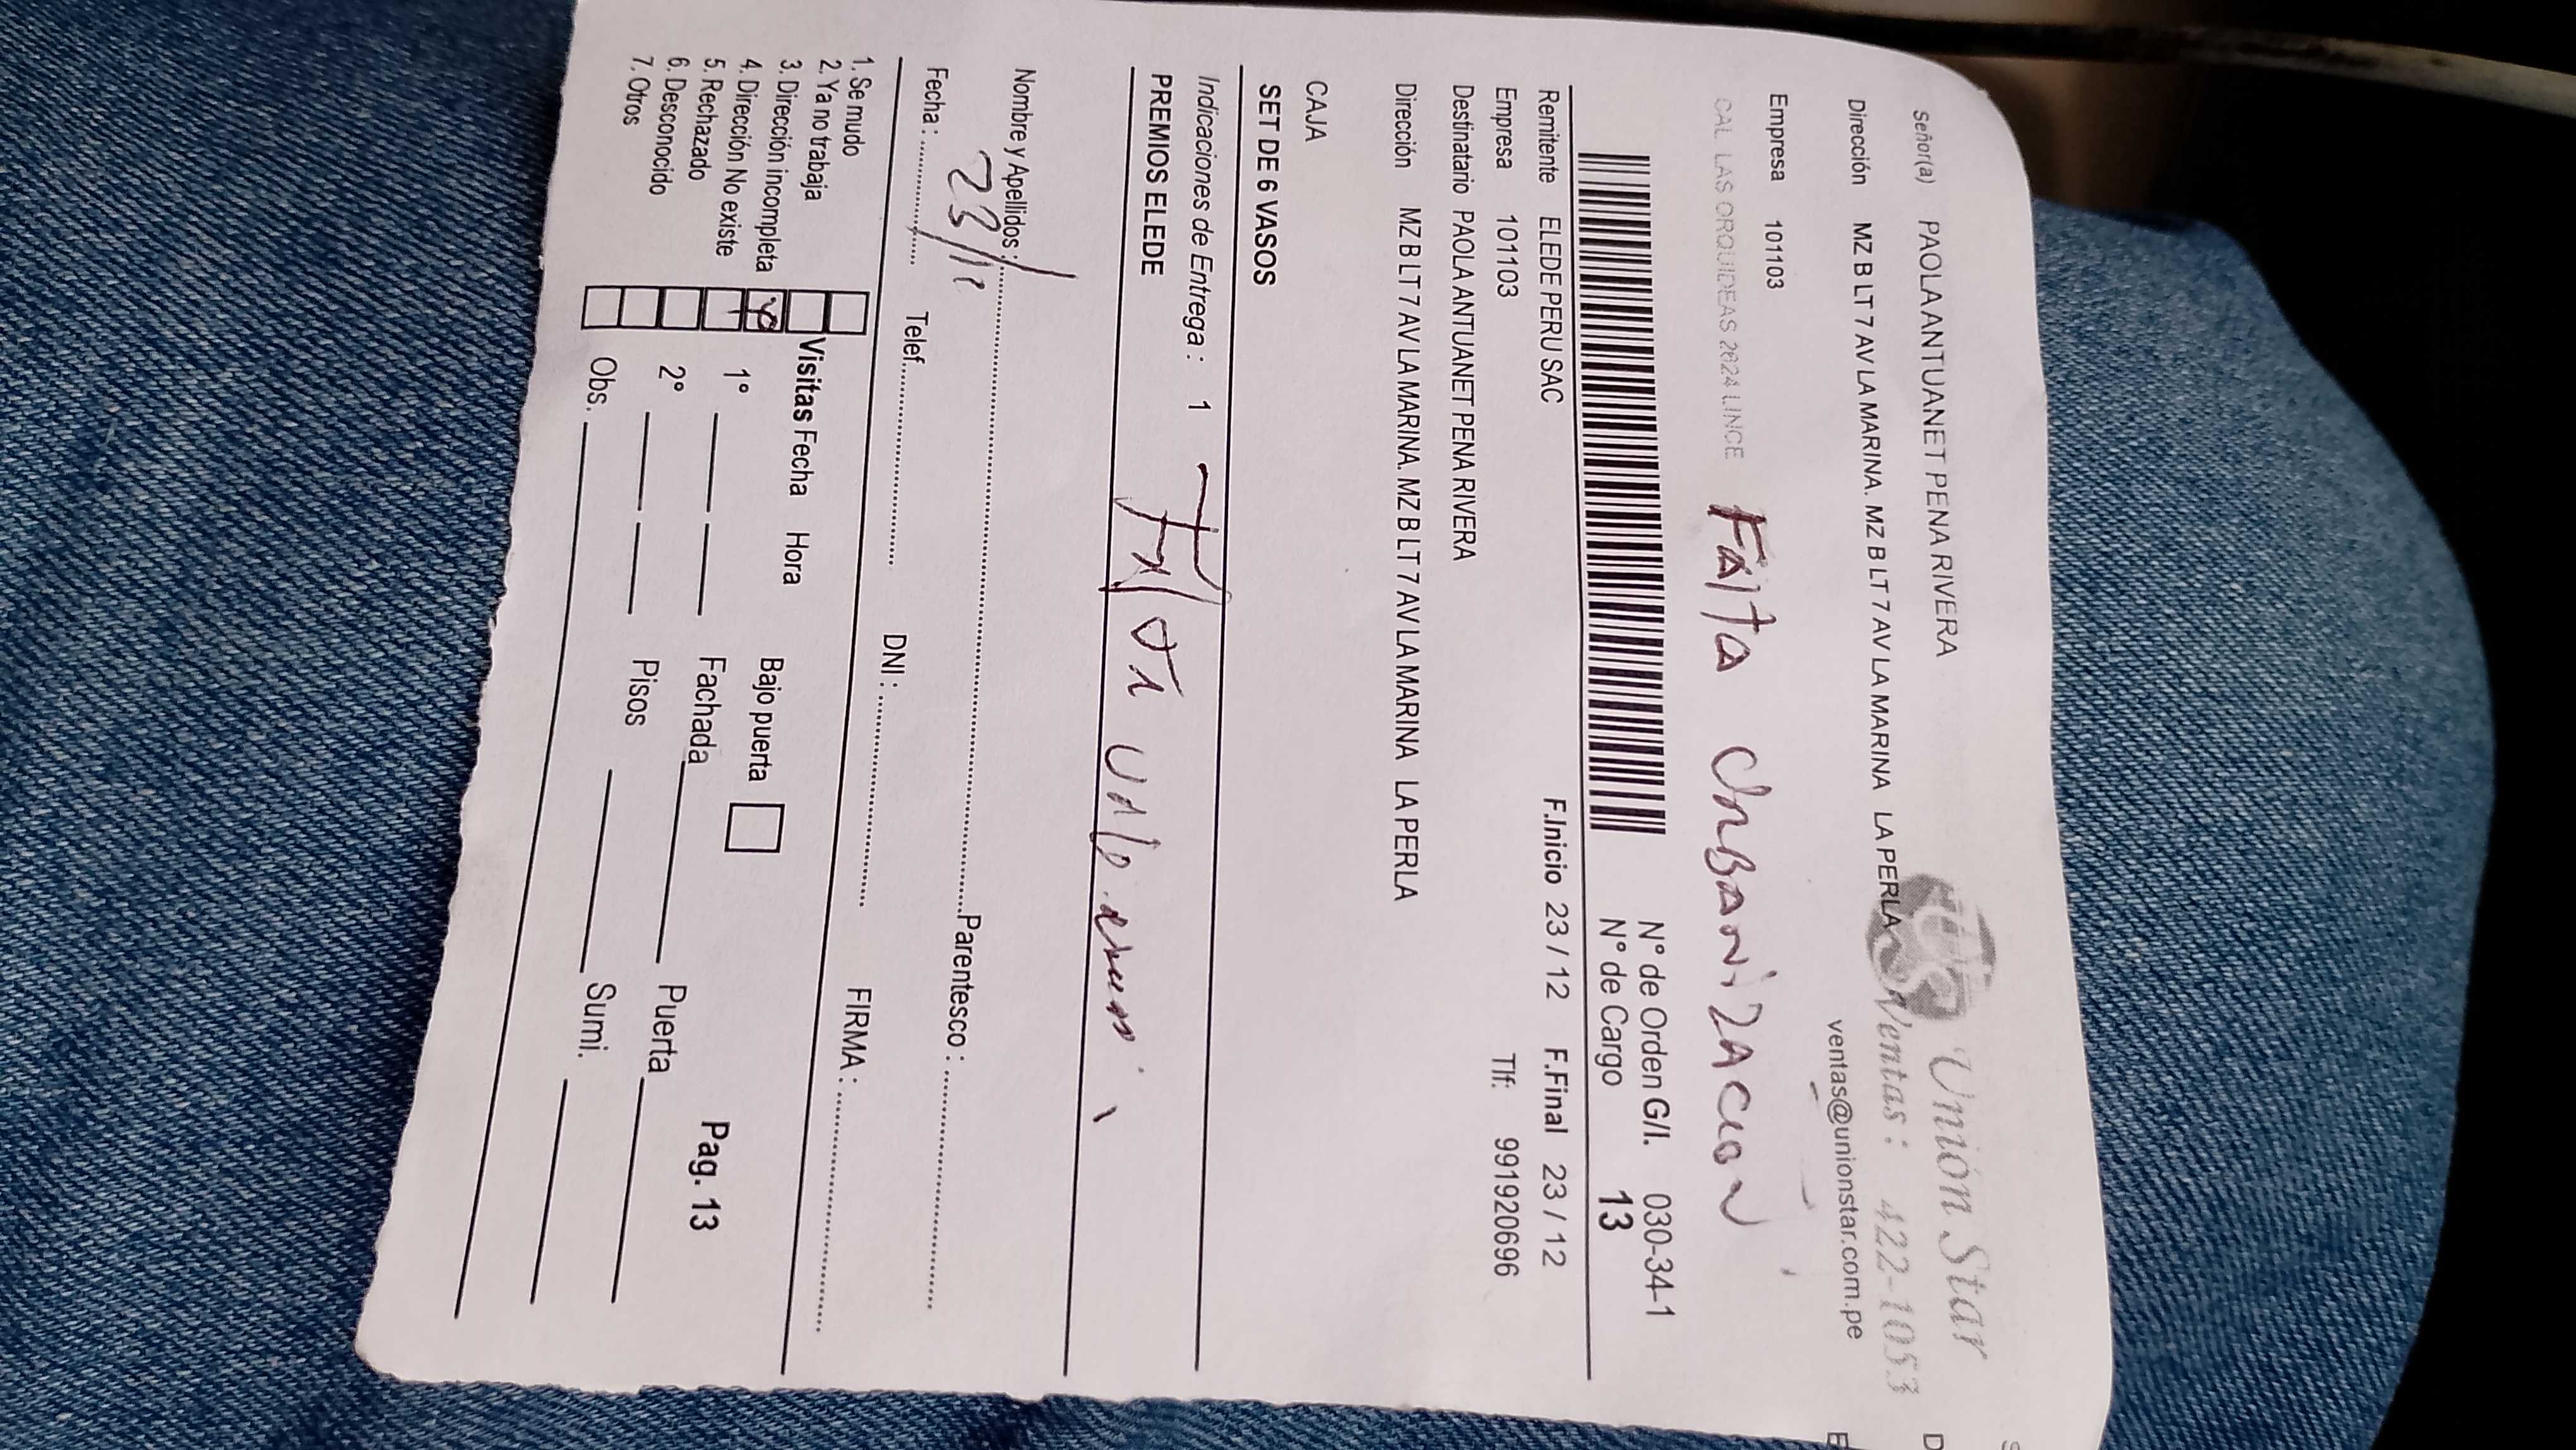 Señor(a) PAOLA ANTUANET PENA RIVERA
Unión Star
Dirección MZ B LT 7 AV LA MARINA. MZ B LT 7 AV LA MARINA LA PERLA
Ventas: 422-1053
ventas@unionstar.com.pe
Empresa 101103
CAL LAS ORQUIDEAS 2624 LINCE
Falta URBANIZACION
N° de Orden G/I. 030-34-1
N° de Cargo 13
Remitente ELEDE PERU SAC F.Inicio 23 / 12 F.Final 23 / 12
Empresa 101103 Tlf: 991920696
Destinatario PAOLA ANTUANET PENA RIVERA
Dirección MZ B LT 7 AV LA MARINA. MZ B LT 7 AV LA MARINA LA PERLA
CAJA
SET DE 6 VASOS
Indicaciones de Entrega : 1
PREMIOS ELEDE
Nombre y Apellidos : Parentesco :
23/12
Fecha : Telef. DNI : FIRMA :
1. Se mudo
2. Ya no trabaja Visitas Fecha Hora Bajo puerta
3. Dirección incompleta
4. Dirección No existe 1° Fachada Puerta Pag. 13
5. Rechazado
6. Desconocido 2° Pisos Sumi.
7. Otros Obs.